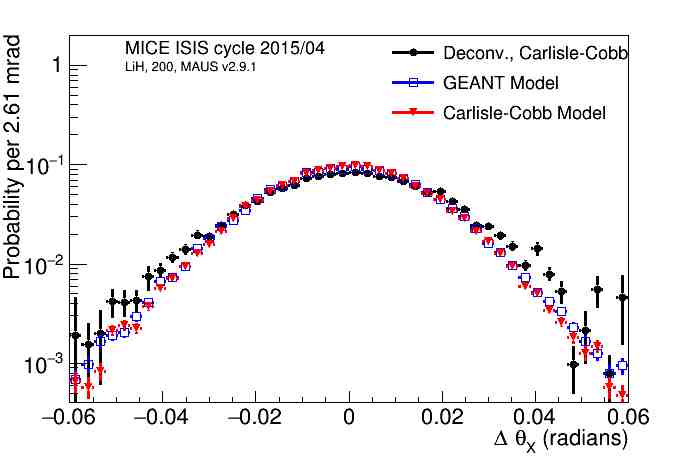 MICE ISIS cycle 2015/04
LiH, 200, MAUS v2.9.1
Deconv., Carlisle-Cobb
GEANT Model
Carlisle-Cobb Model
Probability per 2.61 mrad
1
10⁻¹
10⁻²
10⁻³
−0.06 −0.04 −0.02 0 0.02 0.04 0.06
Δ θ_X (radians)